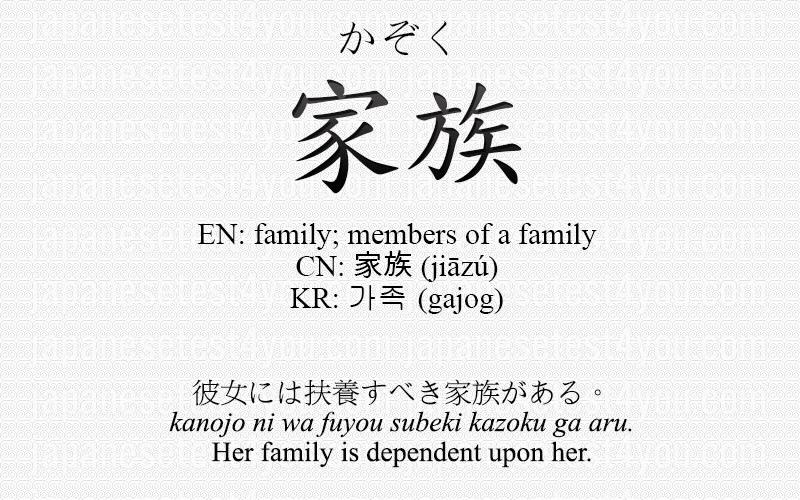 かぞく
家族
EN: family; members of a family
CN: 家族 (jiāzú)
KR: 가족 (gajog)
彼女には扶養すべき家族がある。
kanojo ni wa fuyou subeki kazoku ga aru.
Her family is dependent upon her.